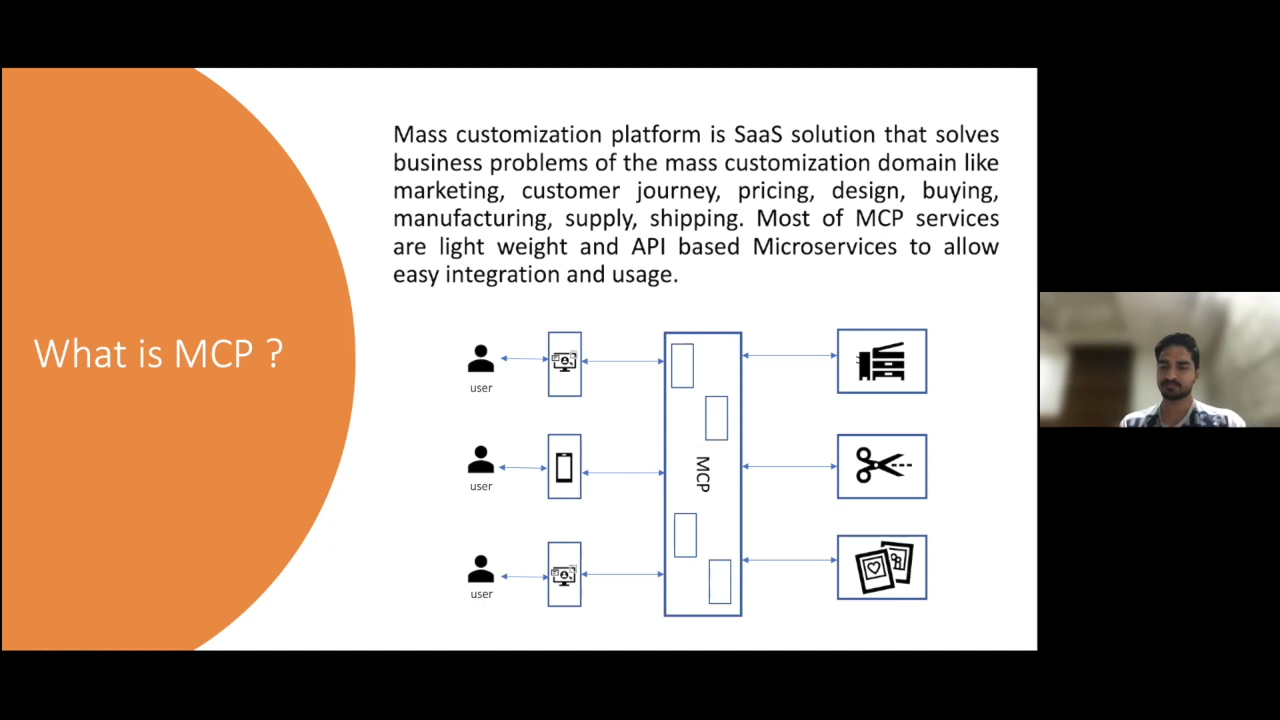 What is MCP ?
Mass customization platform is SaaS solution that solves
business problems of the mass customization domain like
marketing, customer journey, pricing, design, buying,
manufacturing, supply, shipping. Most of MCP services
are light weight and API based Microservices to allow
easy integration and usage.
user
user
user
MCP